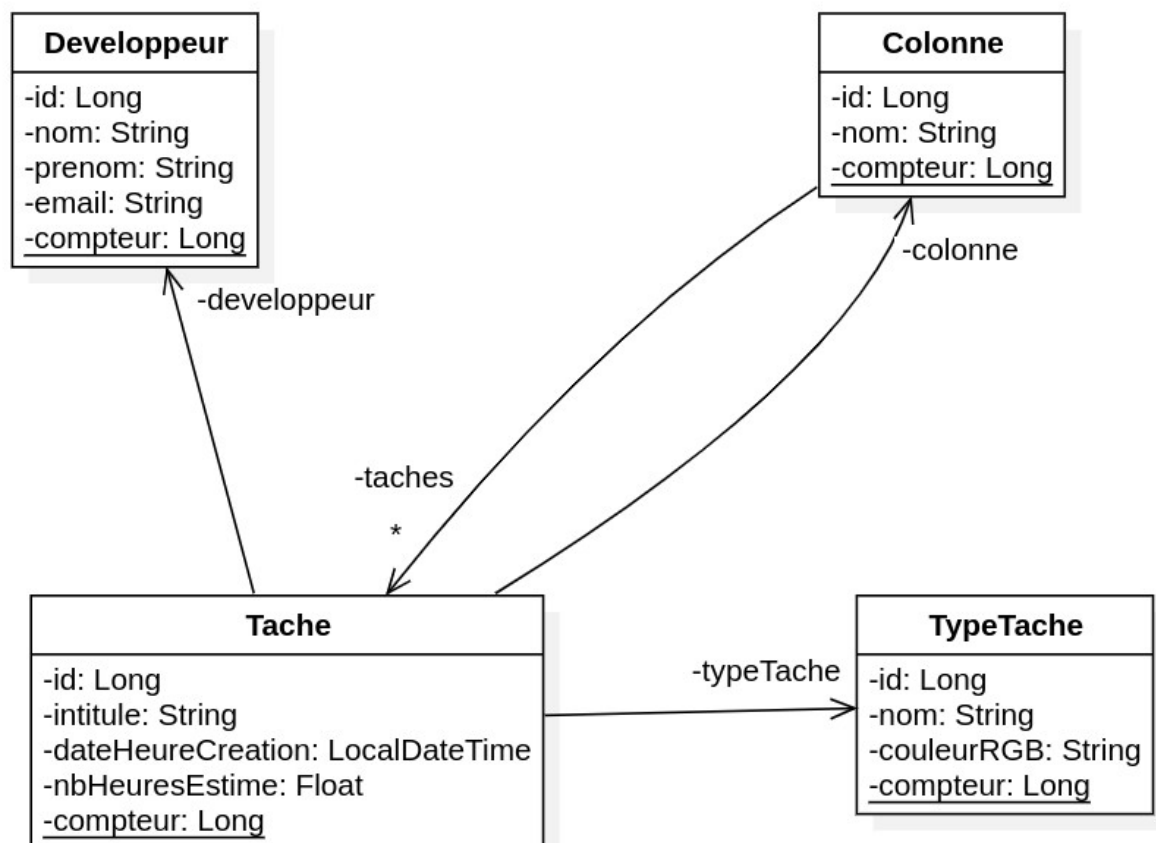 Developpeur
-id: Long
-nom: String
-prenom: String
-email: String
-compteur: Long
Colonne
-id: Long
-nom: String
-compteur: Long
-colonne
-developpeur
-taches
*
Tache
-id: Long
-intitule: String
-dateHeureCreation: LocalDateTime
-nbHeuresEstime: Float
-compteur: Long
-typeTache
TypeTache
-id: Long
-nom: String
-couleurRGB: String
-compteur: Long